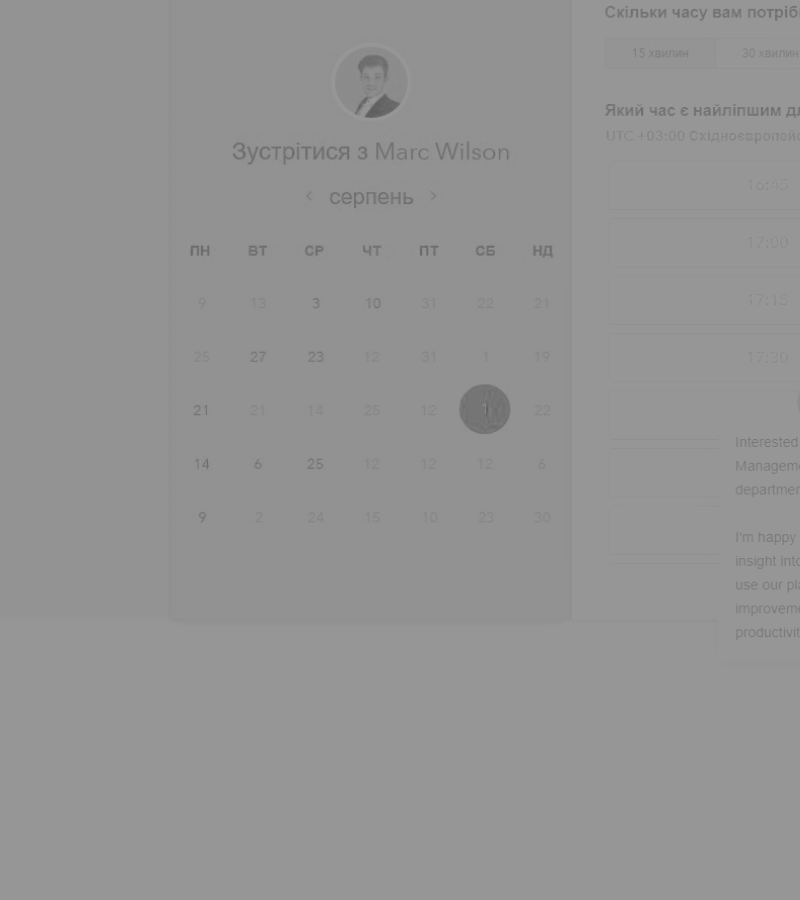 Скільки часу вам потріб
15 хвилин 30 хвилин
Який час є найліпшим д
UTC +03:00
16:45
17:00
17:15
17:30
Зустрітися з Marc Wilson
серпень
ПН ВТ СР ЧТ ПТ СБ НД
9 13 3 10 31 22 21
25 27 23 12 31 1 19
21 21 14 25 12 22
14 6 25 12 12 12 6
9 2 24 15 10 23 30
Interested
Manageme
departmen
I'm happy
insight into
use our pla
improveme
productivit